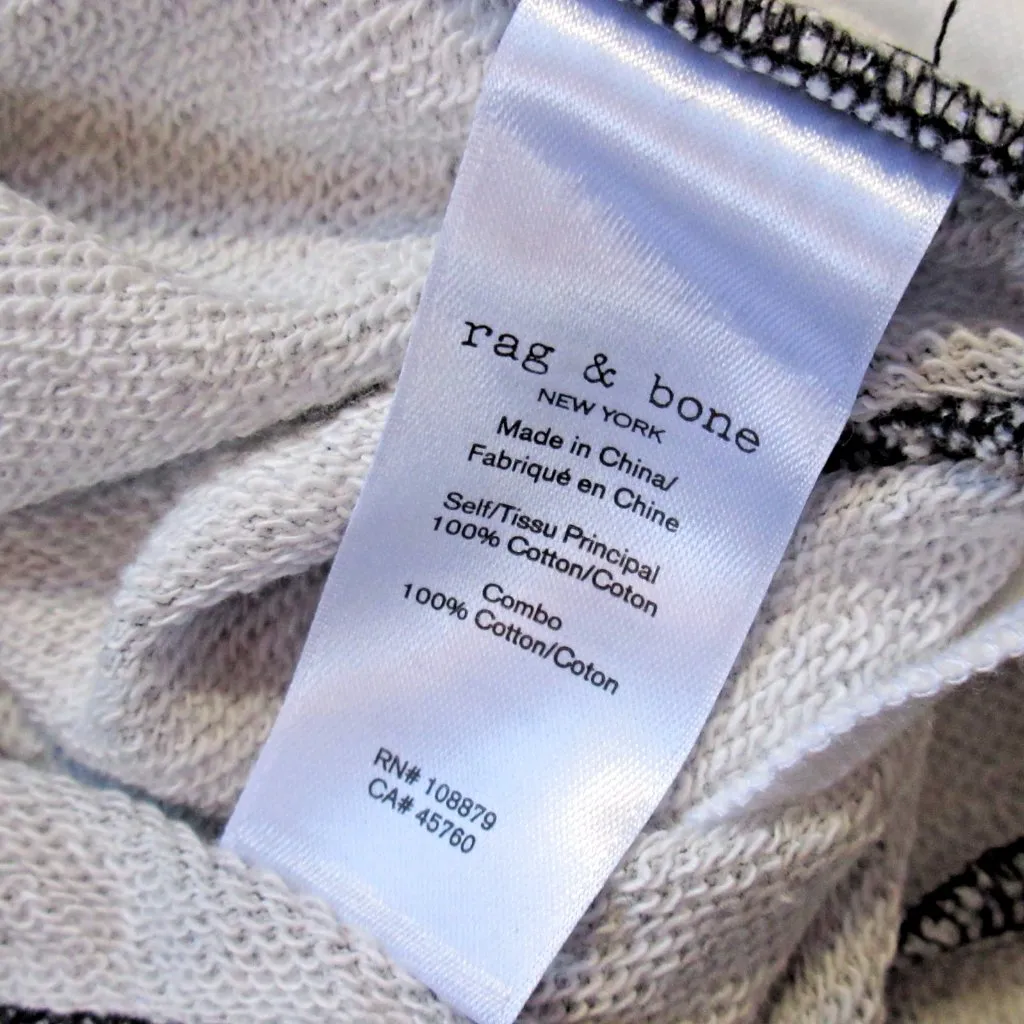 rag & bone
NEW YORK
Made in China/
Fabriqué en Chine
Self/Tissu Principal
100% Cotton/Coton
Combo
100% Cotton/Coton
RN# 108879
CA# 45760